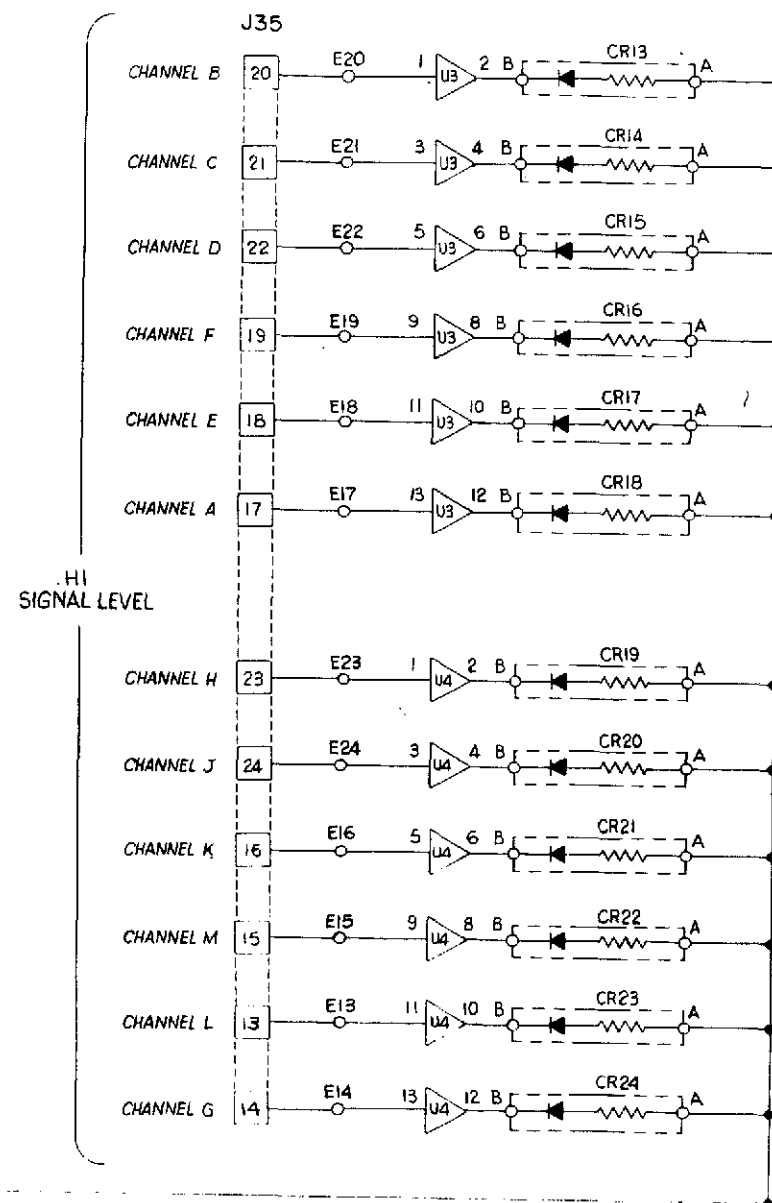 J35
CHANNEL B 20 E20 1 U3 2 B CR13 A
CHANNEL C 21 E21 3 U3 4 B CR14 A
CHANNEL D 22 E22 5 U3 6 B CR15 A
CHANNEL F 19 E19 9 U3 8 B CR16 A
CHANNEL E 18 E18 11 U3 10 B CR17 A
CHANNEL A 17 E17 13 U3 12 B CR18 A
HI
SIGNAL LEVEL
CHANNEL H 23 E23 1 U4 2 B CR19 A
CHANNEL J 24 E24 3 U4 4 B CR20 A
CHANNEL K 16 E16 5 U4 6 B CR21 A
CHANNEL M 15 E15 9 U4 8 B CR22 A
CHANNEL L 13 E13 11 U4 10 B CR23 A
CHANNEL G 14 E14 13 U4 12 B CR24 A